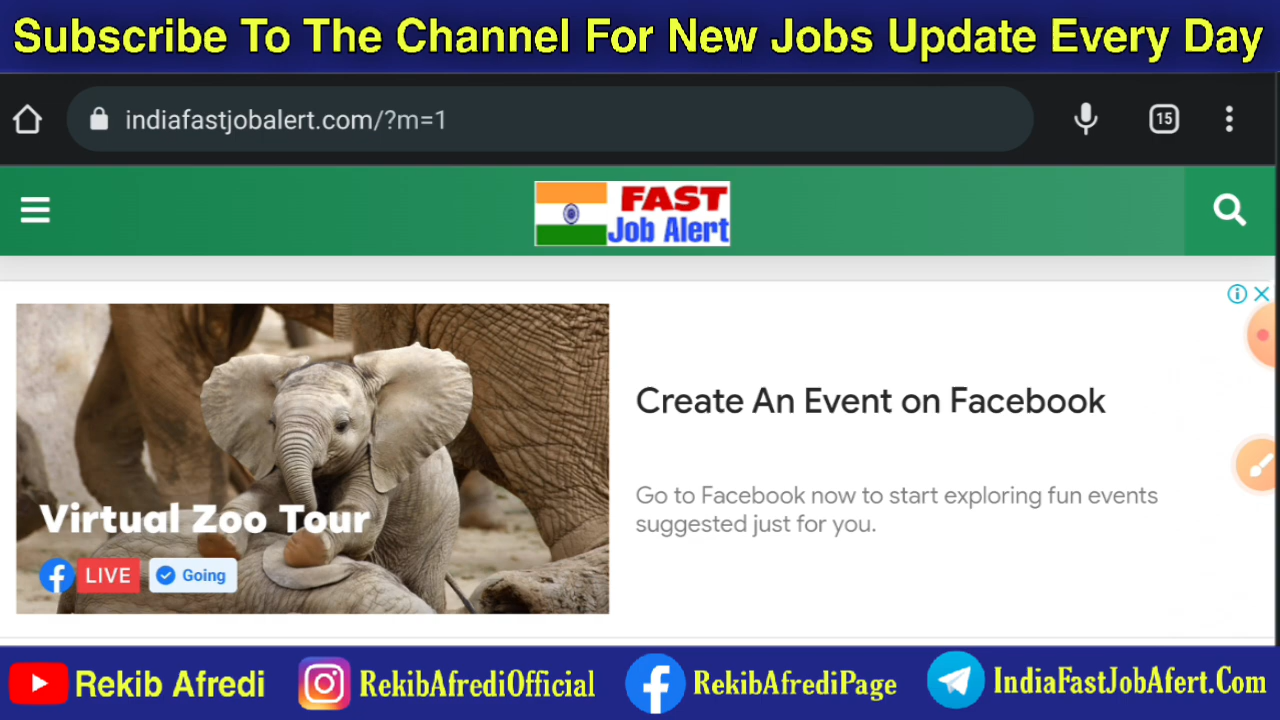 Subscribe To The Channel For New Jobs Update Every Day
indiafastjobalert.com/?m=1
15
FAST
Job Alert
Create An Event on Facebook
Go to Facebook now to start exploring fun events
suggested just for you.
Virtual Zoo Tour
LIVE
Going
Rekib Afredi
RekibAfrediOfficial
RekibAfrediPage
IndiaFastJobAfert.Com